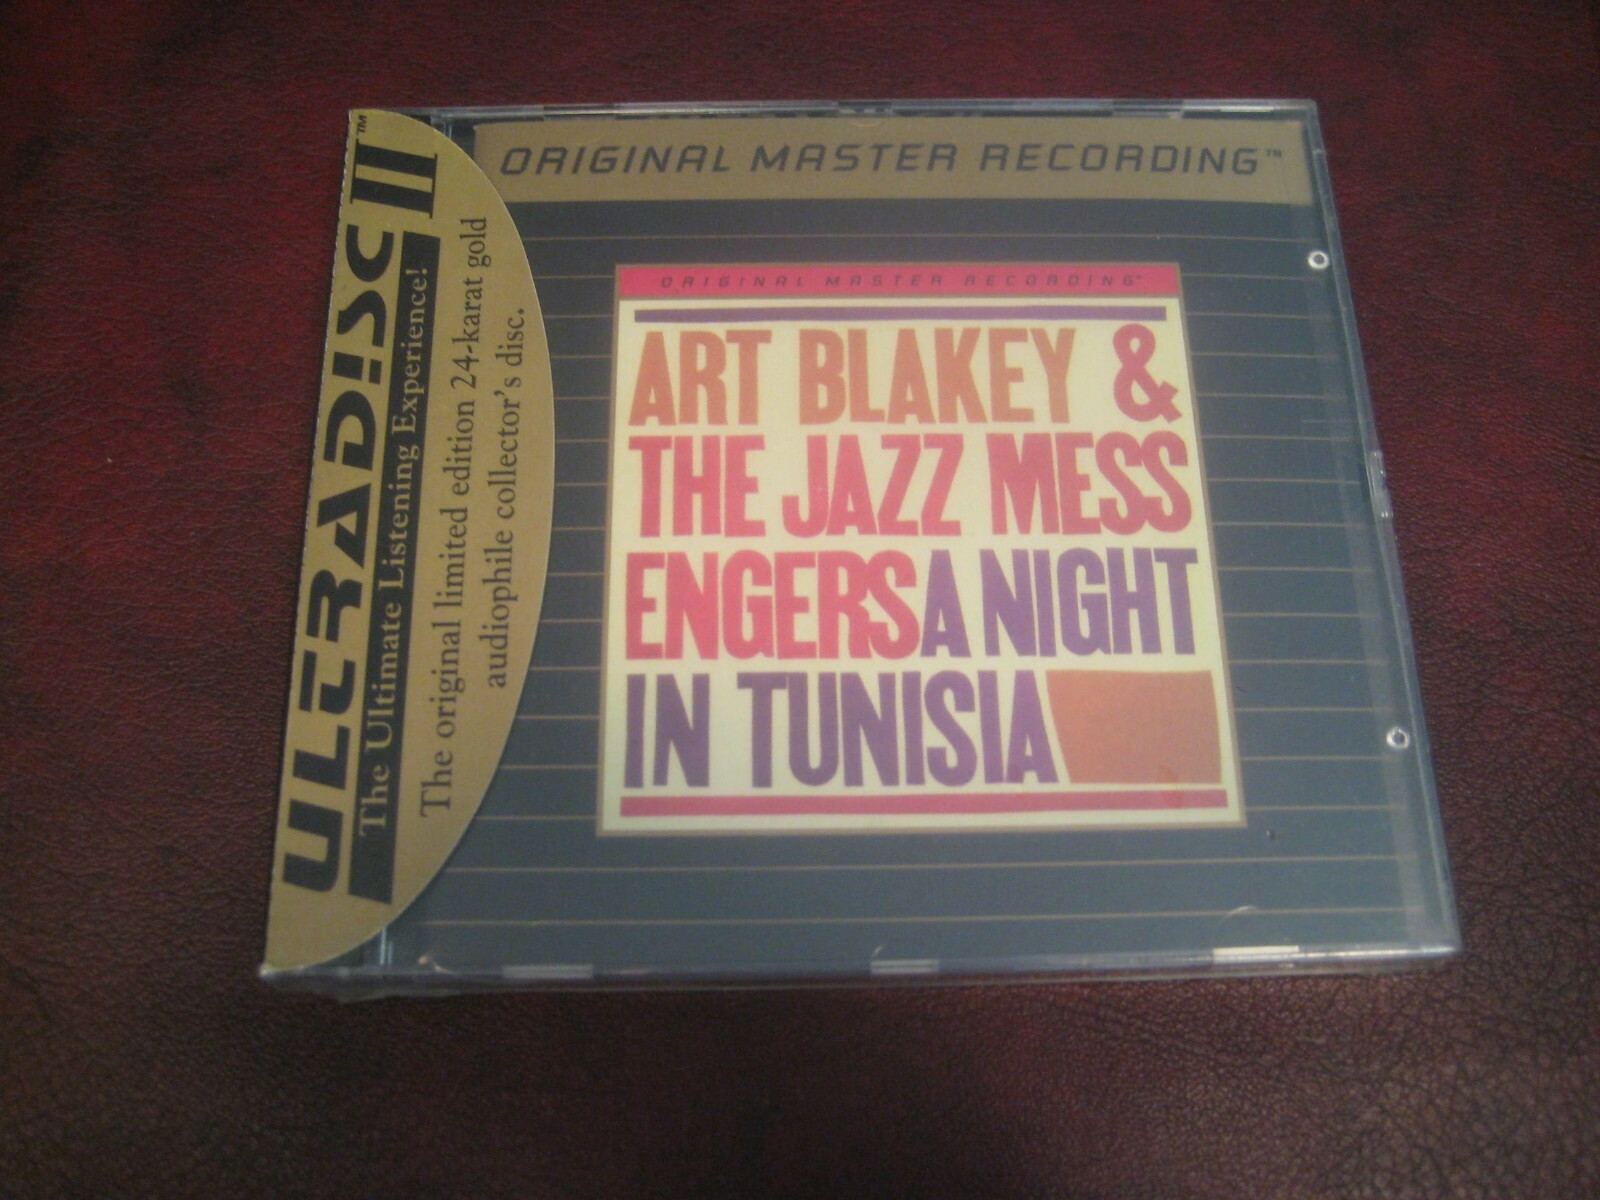 ULTRADISC II™
The Ultimate Listening Experience!
The original limited edition 24-karat gold
audiophile collector's disc.
ORIGINAL MASTER RECORDING™
ORIGINAL MASTER RECORDING™
ART BLAKEY &
THE JAZZ MESS
ENGERS A NIGHT
IN TUNISIA